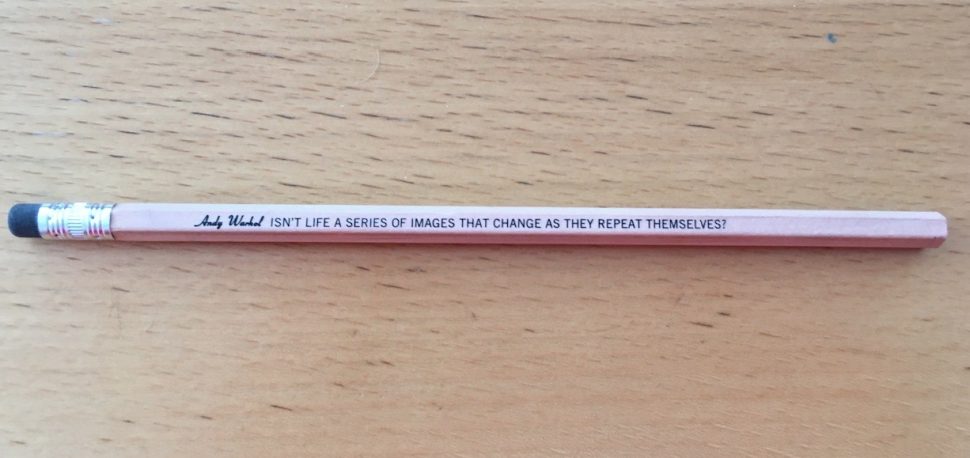 Andy Warhol ISN'T LIFE A SERIES OF IMAGES THAT CHANGE AS THEY REPEAT THEMSELVES?